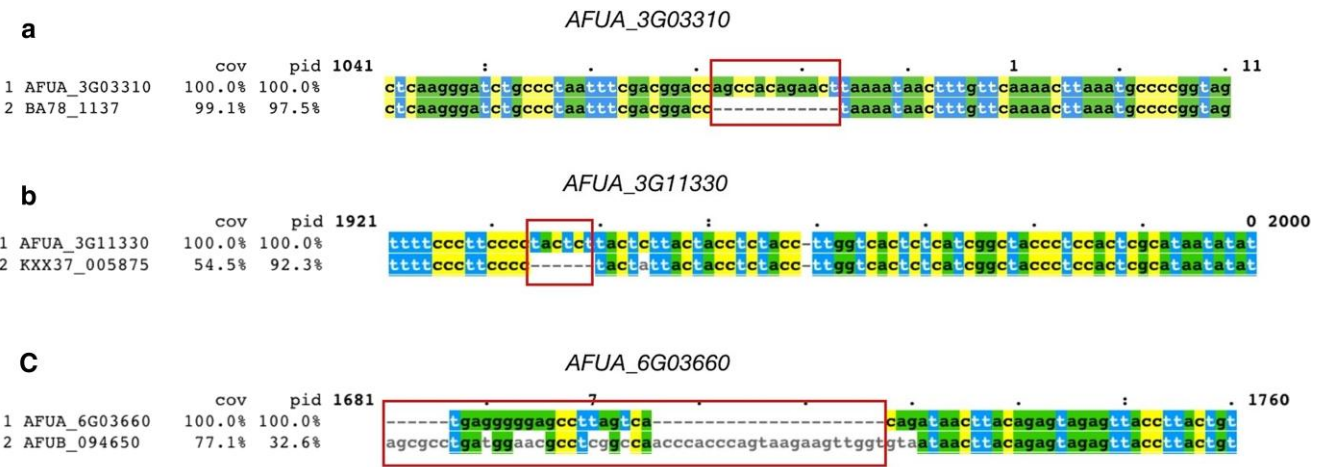 a
AFUA_3G03310
cov pid 1041 : . . . . 1 . 11
1 AFUA_3G03310 100.0% 100.0% ctcaagggatctgccctaatttcgacggaccagccacagaacttaaaataactttgttcaaaacttaaatgccccggtag
2 BA78_1137 99.1% 97.5% ctcaagggatctgccctaatttcgacggacc------------taaaataactttgttcaaaacttaaatgccccggtag
b
AFUA_3G11330
cov pid 1921 . . : . . . . 0 2000
1 AFUA_3G11330 100.0% 100.0% ttttcccttcccctactcttactcttactacctctacc-ttggtcactctcatcggctaccctccactcgcataatatat
2 KXX37_005875 54.5% 92.3% ttttcccttcccc------tactattactacctctacc-ttggtcactctcatcggctaccctccactcgcataatatat
C
AFUA_6G03660
cov pid 1681 . 7 . . . . : . 1760
1 AFUA_6G03660 100.0% 100.0% ------tgagggggagccttagtca----------------------cagataacttacagagtagagttaccttactgt
2 AFUB_094650 77.1% 32.6% agcgcctgatggaacgcctcggccaacccacccagtaagaagttggtgtaataacttacagagtagagttaccttactgt